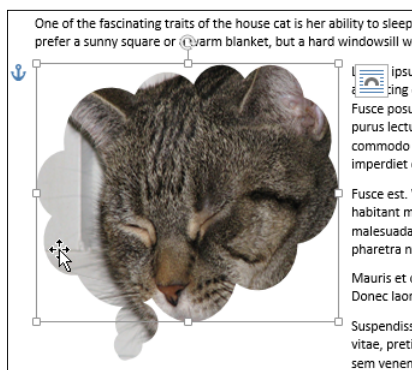 One of the fascinating traits of the house cat is her ability to sleep
prefer a sunny square or a warm blanket, but a hard windowsill w
ipsu
cing
Fusce posu
purus lectu
commodo
imperdiet
Fusce est.
habitant m
malesuada
pharetra n
Mauris et
Donec laor
Suspendiss
vitae, preti
sem venen